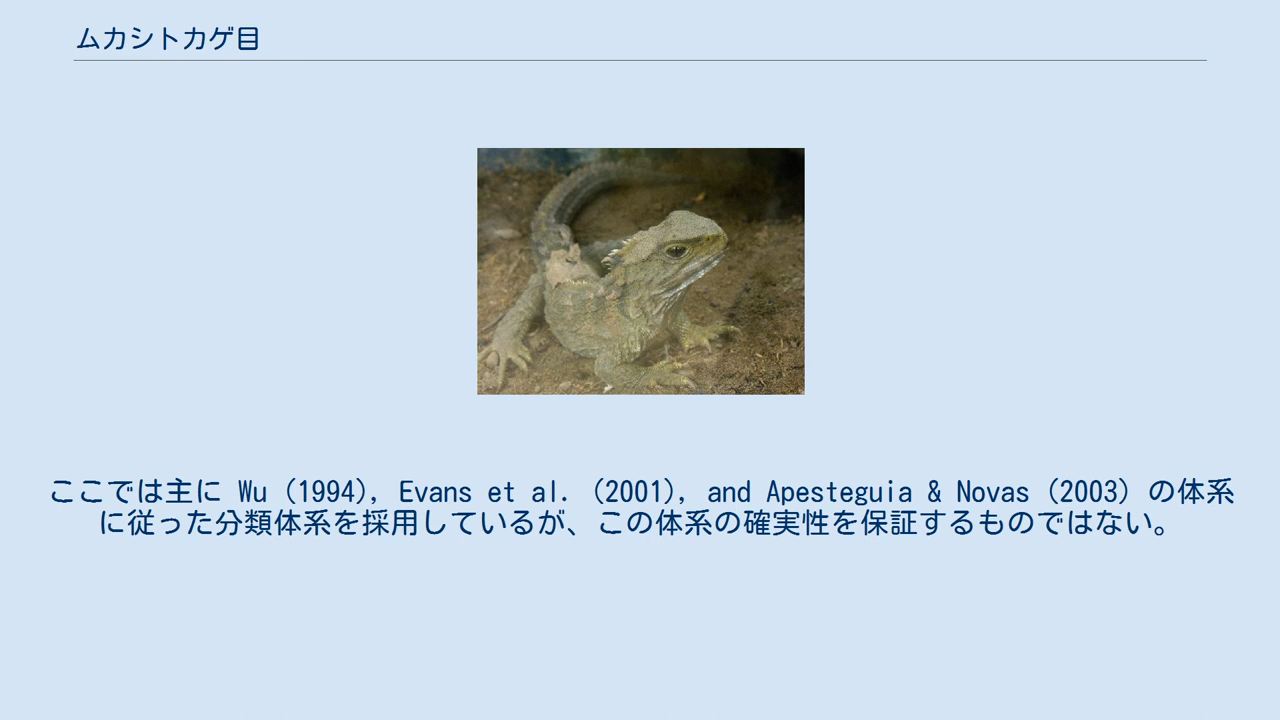 ムカシトカゲ目
ここでは主に Wu (1994), Evans et al. (2001), and Apesteguia & Novas (2003) の体系
に従った分類体系を採用しているが、この体系の確実性を保証するものではない。